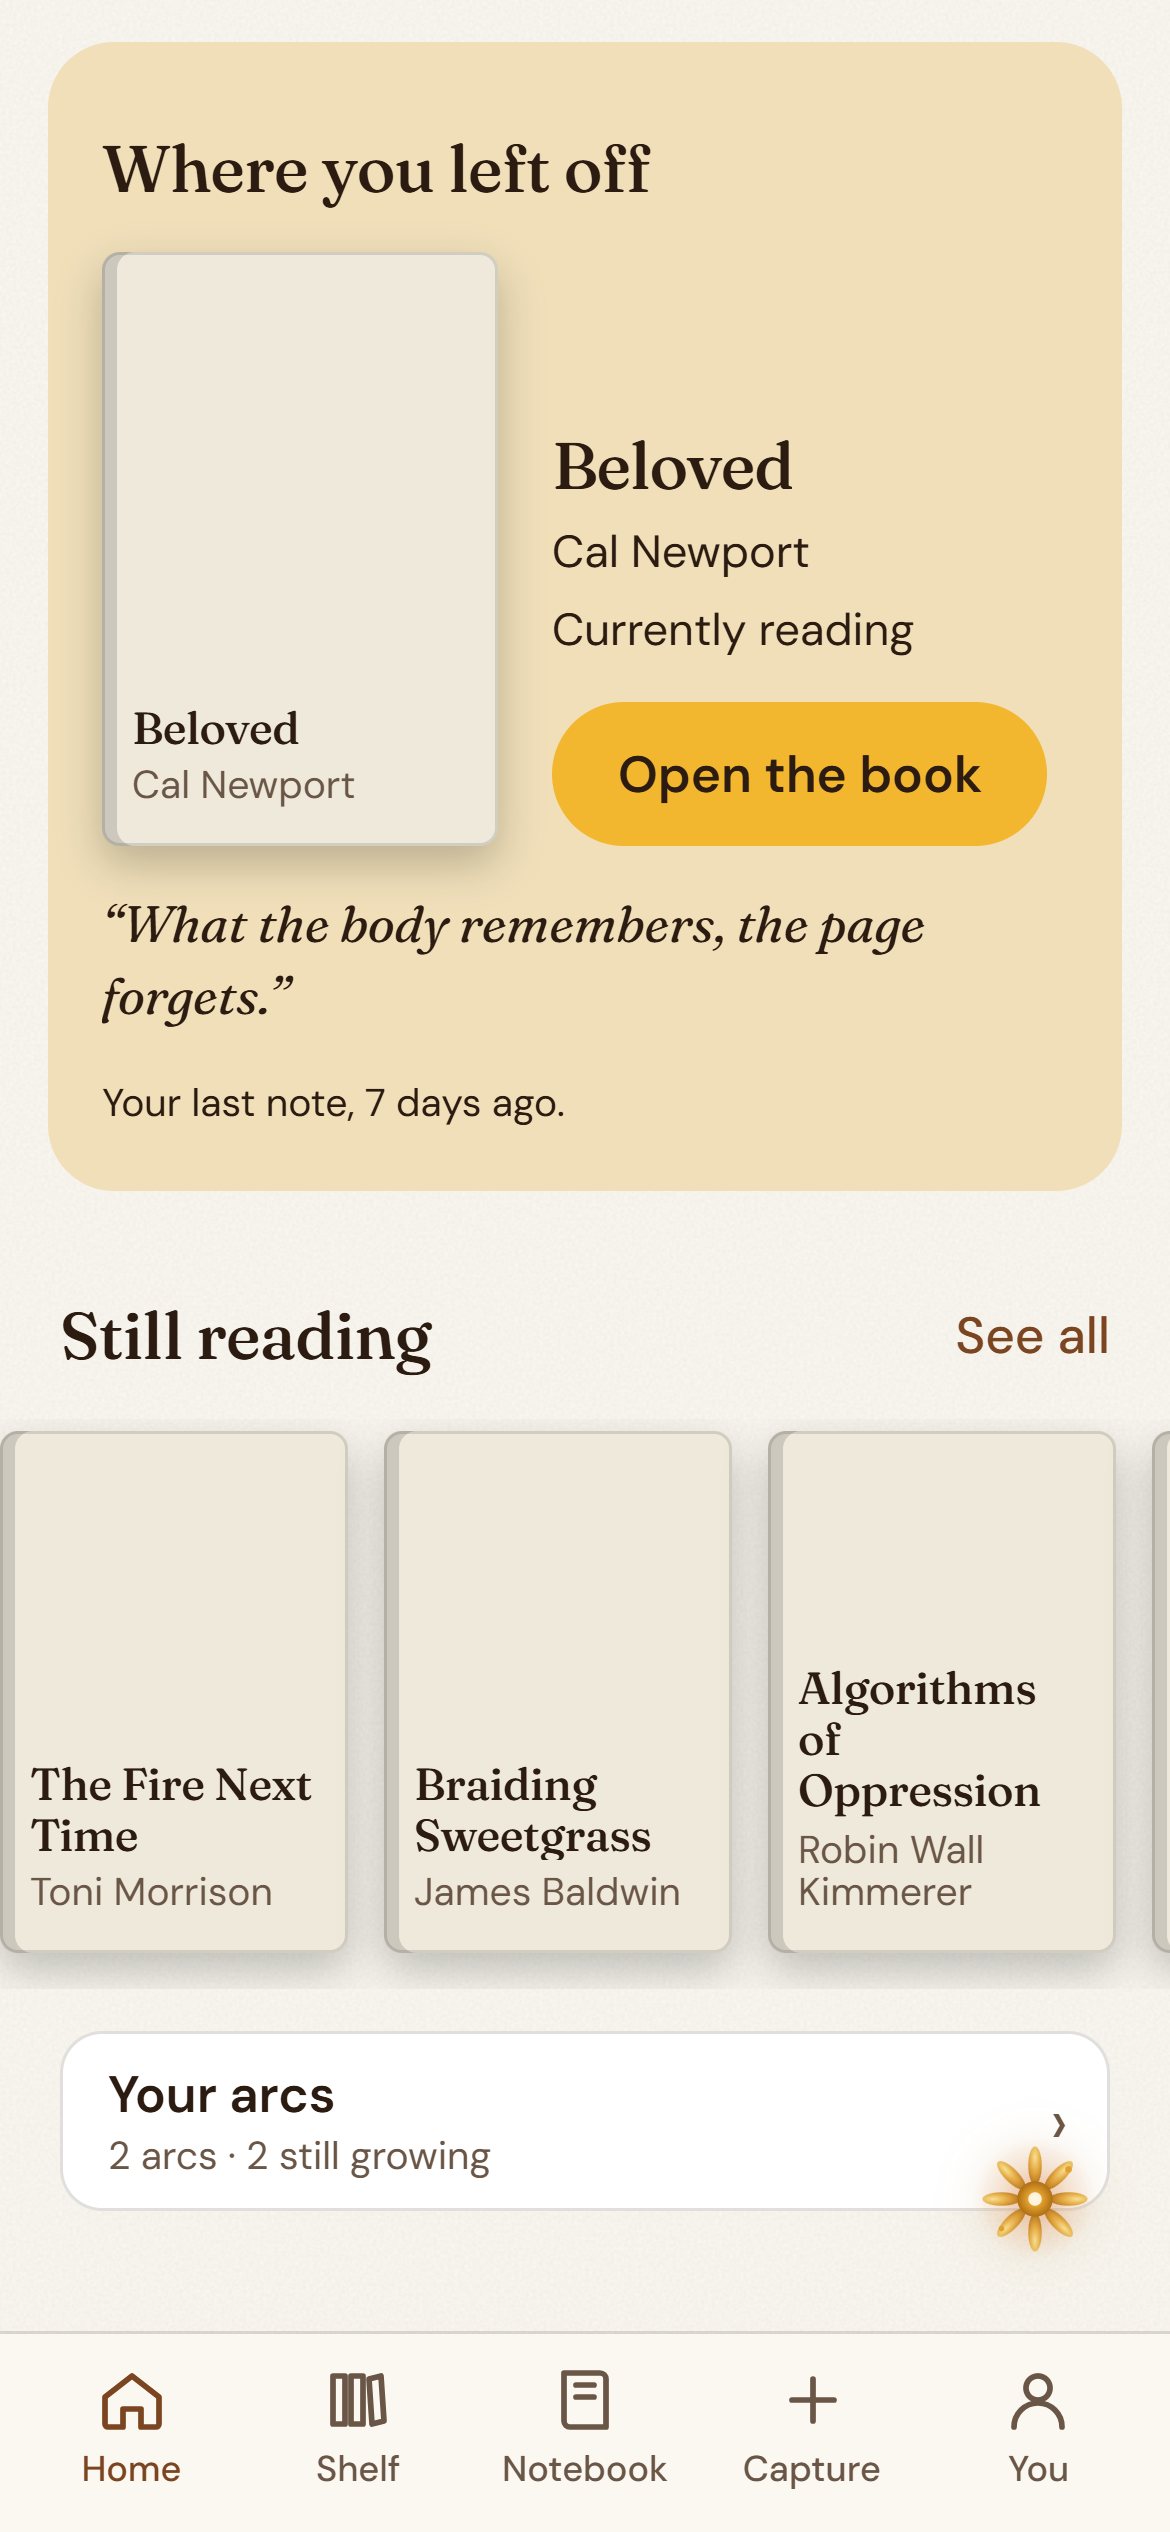 Where you left off
Beloved
Cal Newport
Beloved
Cal Newport
Currently reading
Open the book
“What the body remembers, the page
forgets.”
Your last note, 7 days ago.
Still reading
See all
The Fire Next
Time
Toni Morrison
Braiding
Sweetgrass
James Baldwin
Algorithms
of
Oppression
Robin Wall
Kimmerer
Your arcs
2 arcs · 2 still growing
Home
Shelf
Notebook
Capture
You